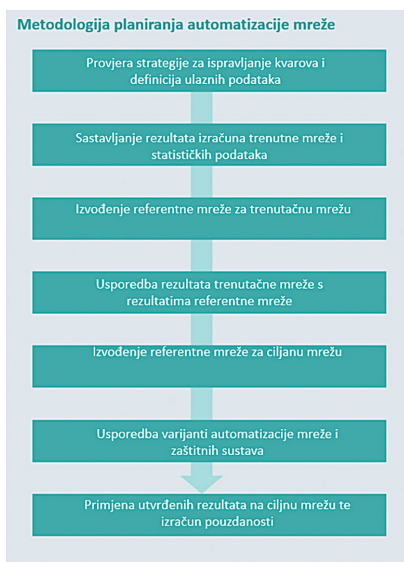 Metodologija planiranja automatizacije mreže
Provjera strategije za ispravljanje kvarova i
definicija ulaznih podataka
Sastavljanje rezultata izračuna trenutne mreže i
statističkih podataka
Izvođenje referentne mreže za trenutačnu mrežu
Usporedba rezultata trenutačne mreže s
rezultatima referentne mreže
Izvođenje referentne mreže za ciljanu mrežu
Usporedba varijanti automatizacije mreže i
zaštitnih sustava
Primjena utvrđenih rezultata na ciljnu mrežu te
izračun pouzdanosti